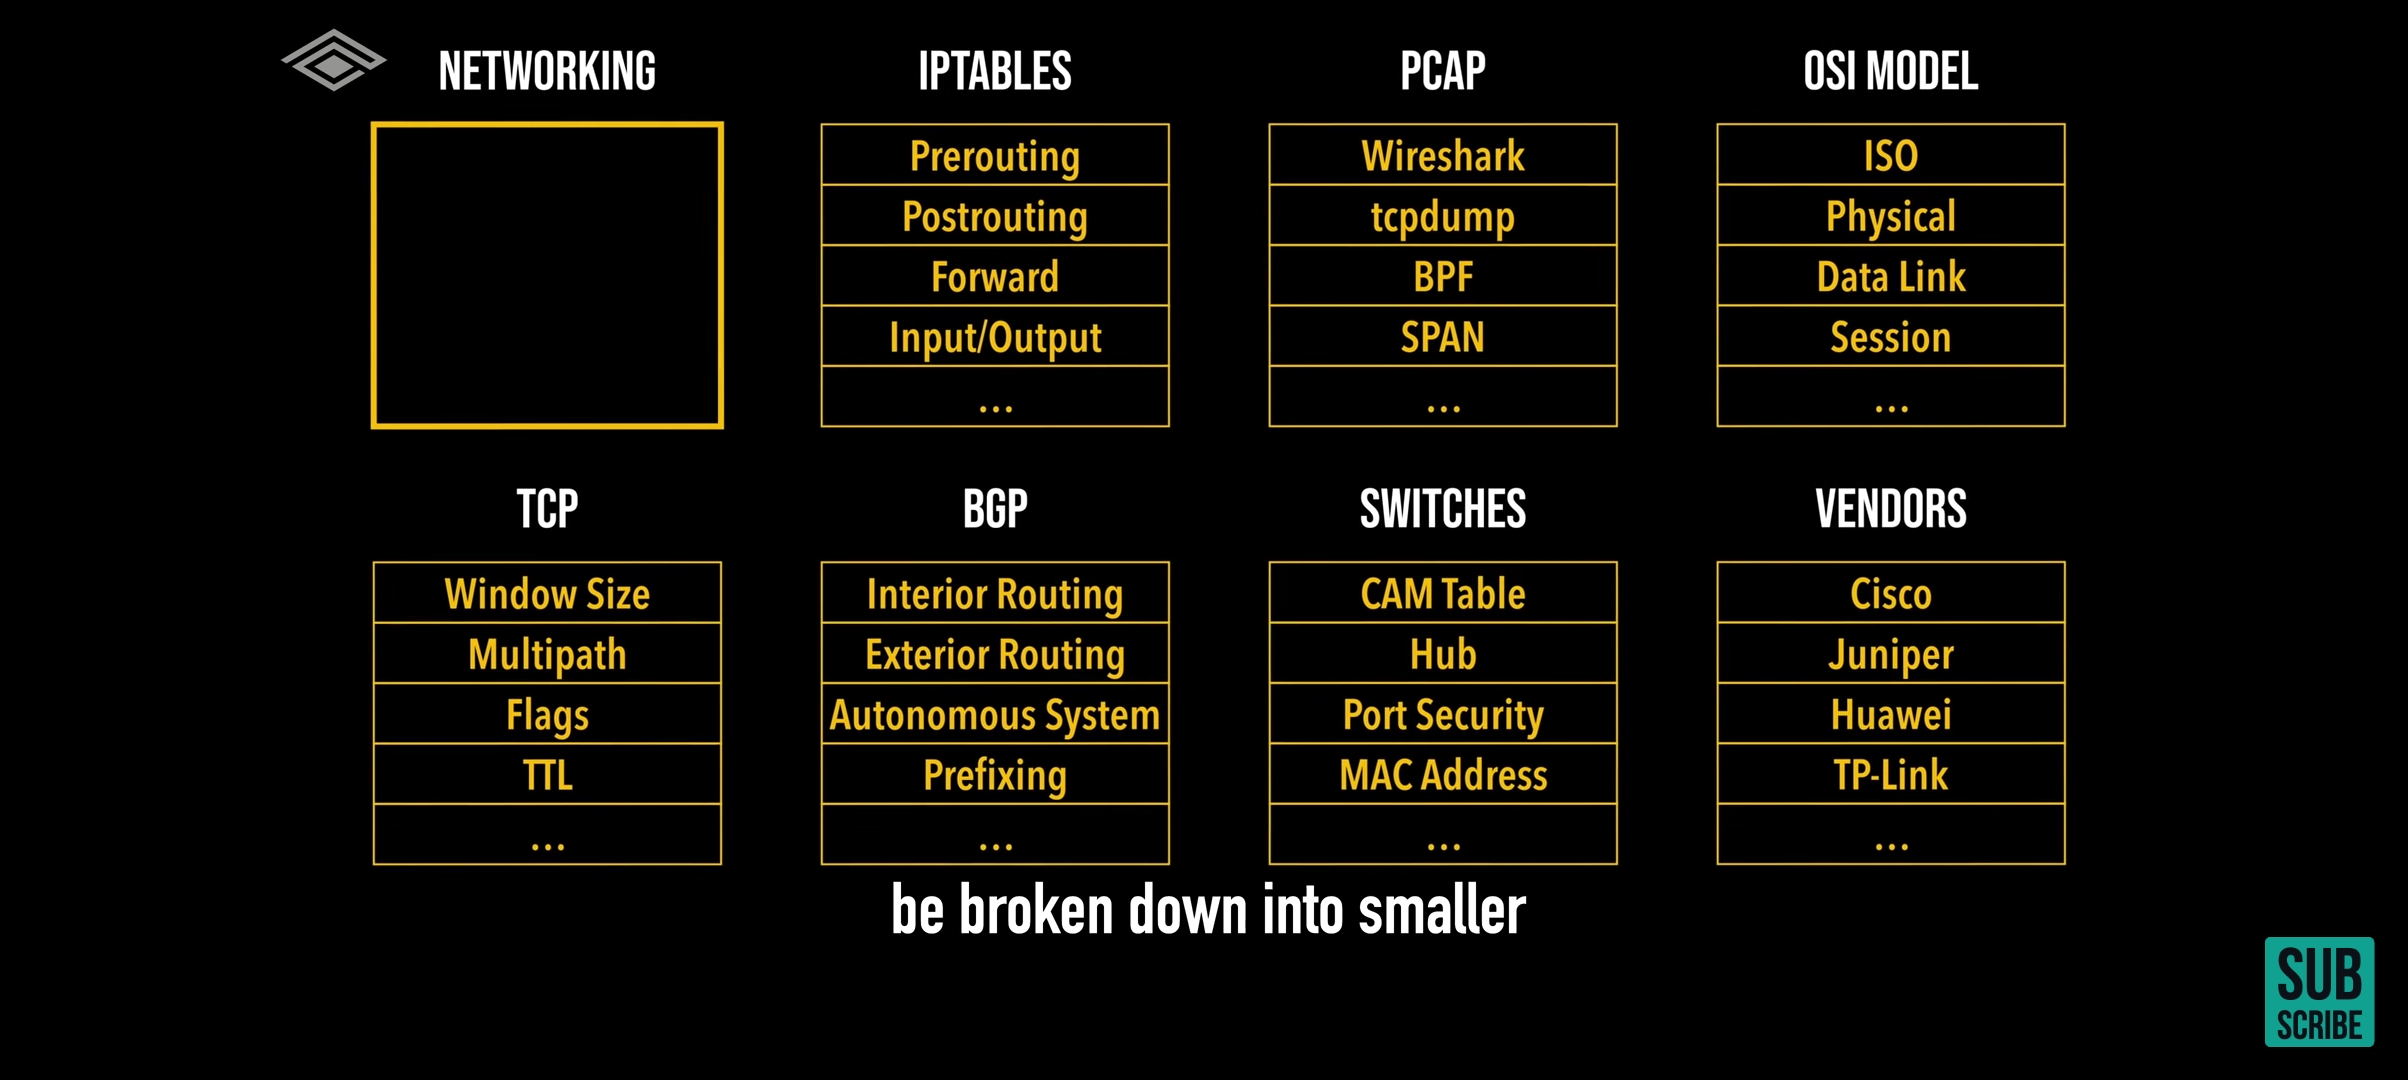 NETWORKING
IPTABLES
PCAP
OSI MODEL
Prerouting
Postrouting
Forward
Input/Output
...
Wireshark
tcpdump
BPF
SPAN
...
ISO
Physical
Data Link
Session
...
TCP
BGP
SWITCHES
VENDORS
Window Size
Multipath
Flags
TTL
...
Interior Routing
Exterior Routing
Autonomous System
Prefixing
...
CAM Table
Hub
Port Security
MAC Address
...
Cisco
Juniper
Huawei
TP-Link
...
be broken down into smaller
SUB
SCRIBE